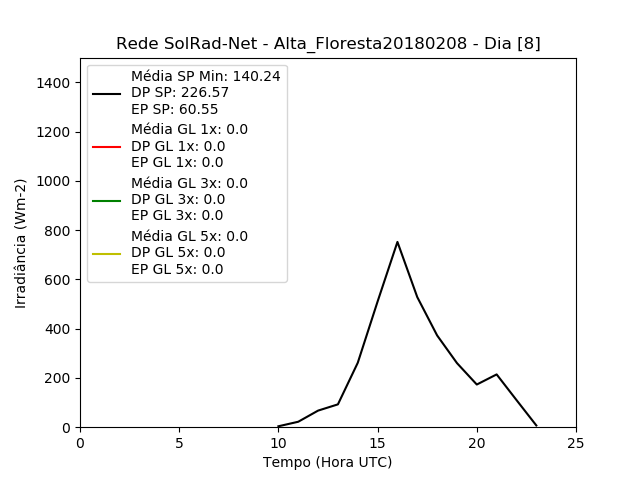 Rede SolRad-Net - Alta_Floresta20180208 - Dia [8]
Média SP Min: 140.24
DP SP: 226.57
EP SP: 60.55
Média GL 1x: 0.0
DP GL 1x: 0.0
EP GL 1x: 0.0
Média GL 3x: 0.0
DP GL 3x: 0.0
EP GL 3x: 0.0
Média GL 5x: 0.0
DP GL 5x: 0.0
EP GL 5x: 0.0
Irradiância (Wm-2)
1400
1200
1000
800
600
400
200
0
0 5 10 15 20 25
Tempo (Hora UTC)